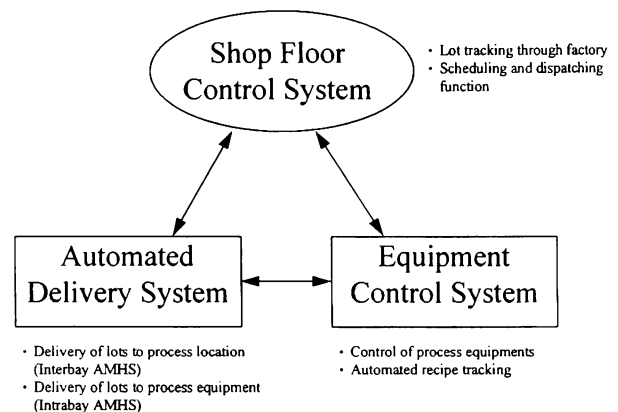 Shop Floor
Control System
• Lot tracking through factory
• Scheduling and dispatching
function
Automated
Delivery System
Equipment
Control System
• Delivery of lots to process location
(Interbay AMHS)
• Delivery of lots to process equipment
(Intrabay AMHS)
• Control of process equipments
• Automated recipe tracking